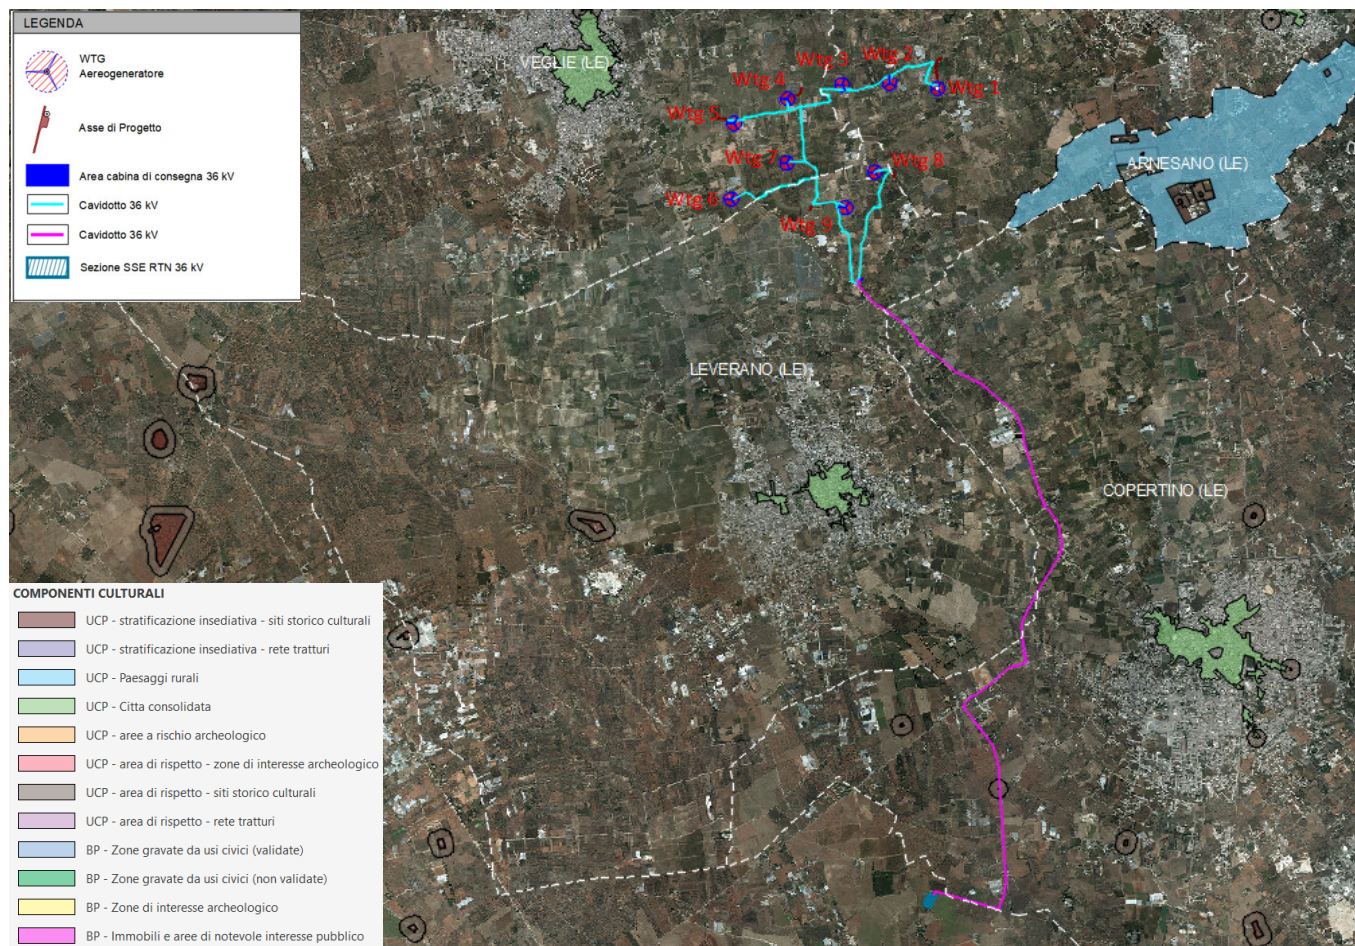 LEGENDA
WTG
Aereogeneratore
Asse di Progetto
Area cabina di consegna 36 kV
Cavidotto 36 kV
Cavidotto 36 kV
Sezione SSE RTN 36 kV
VEGLIE (LE)
Wtg 1
Wtg 2
Wtg 3
Wtg 4
Wtg 5
Wtg 7
Wtg 8
Wtg 6
Wtg 9
ARNESANO (LE)
LEVERANO (LE)
COPERTINO (LE)
COMPONENTI CULTURALI
UCP - stratificazione insediativa - siti storico culturali
UCP - stratificazione insediativa - rete tratturi
UCP - Paesaggi rurali
UCP - Citta consolidata
UCP - aree a rischio archeologico
UCP - area di rispetto - zone di interesse archeologico
UCP - area di rispetto - siti storico culturali
UCP - area di rispetto - rete tratturi
BP - Zone gravate da usi civici (validate)
BP - Zone gravate da usi civici (non validate)
BP - Zone di interesse archeologico
BP - Immobili e aree di notevole interesse pubblico